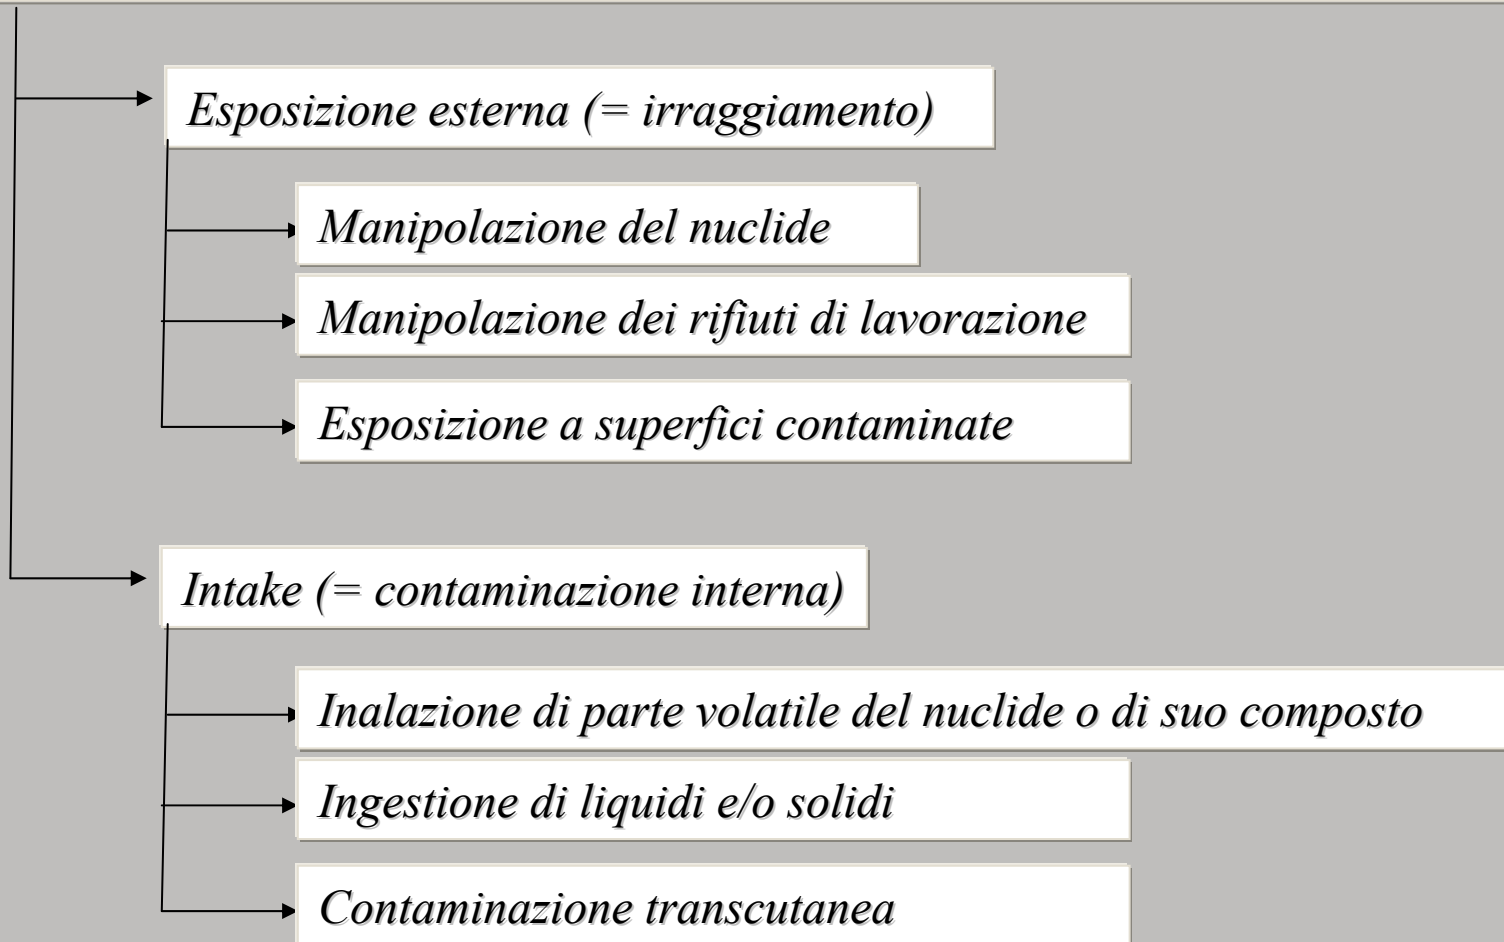 Esposizione esterna (= irraggiamento)
Manipolazione del nuclide
Manipolazione dei rifiuti di lavorazione
Esposizione a superfici contaminate
Intake (= contaminazione interna)
Inalazione di parte volatile del nuclide o di suo composto
Ingestione di liquidi e/o solidi
Contaminazione transcutanea